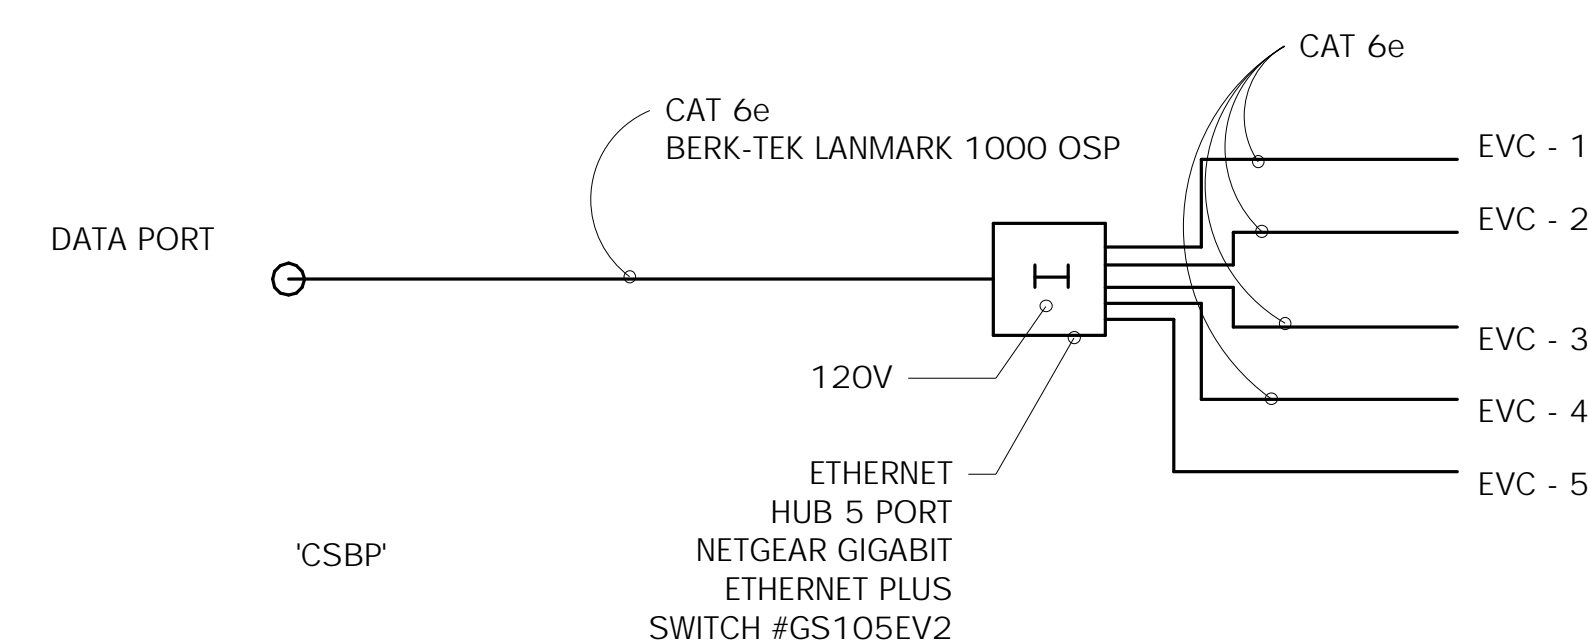 CAT 6e
CAT 6e
BERK-TEK LANMARK 1000 OSP
EVC - 1
EVC - 2
DATA PORT
H
EVC - 3
120V
EVC - 4
ETHERNET
HUB 5 PORT
NETGEAR GIGABIT
ETHERNET PLUS
SWITCH #GS105EV2
EVC - 5
'CSBP'